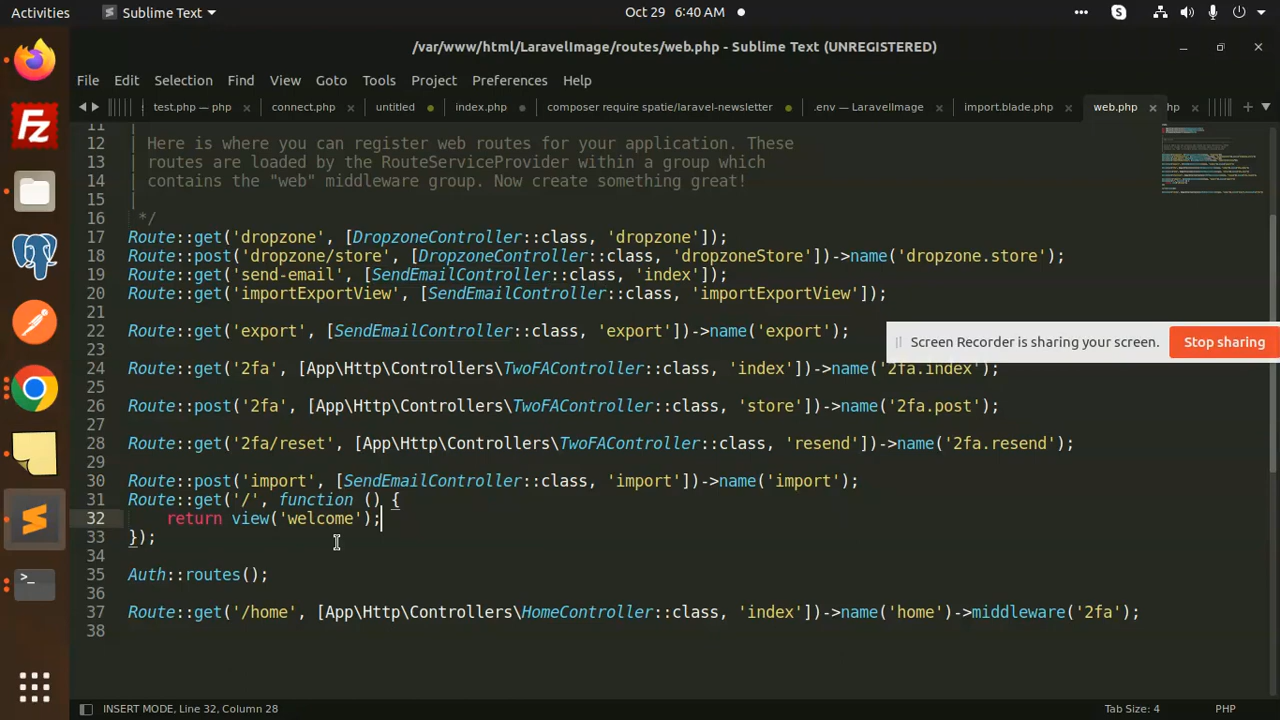 Activities
Sublime Text
Oct 29 6:40 AM
/var/www/html/LaravelImage/routes/web.php - Sublime Text (UNREGISTERED)
File Edit Selection Find View Goto Tools Project Preferences Help
test.php — php
connect.php
untitled
index.php
composer require spatie/laravel-newsletter
.env — LaravelImage
import.blade.php
web.php
hp
11 |
12 | Here is where you can register web routes for your application. These
13 | routes are loaded by the RouteServiceProvider within a group which
14 | contains the "web" middleware group. Now create something great!
15 |
16 */
17 Route::get('dropzone', [DropzoneController::class, 'dropzone']);
18 Route::post('dropzone/store', [DropzoneController::class, 'dropzoneStore'])->name('dropzone.store');
19 Route::get('send-email', [SendEmailController::class, 'index']);
20 Route::get('importExportView', [SendEmailController::class, 'importExportView']);
21
22 Route::get('export', [SendEmailController::class, 'export'])->name('export');
23
24 Route::get('2fa', [App\Http\Controllers\TwoFAController::class, 'index'])->name('2fa.index');
25
26 Route::post('2fa', [App\Http\Controllers\TwoFAController::class, 'store'])->name('2fa.post');
27
28 Route::get('2fa/reset', [App\Http\Controllers\TwoFAController::class, 'resend'])->name('2fa.resend');
29
30 Route::post('import', [SendEmailController::class, 'import'])->name('import');
31 Route::get('/', function () {
32 return view('welcome');
33 });
34
35 Auth::routes();
36
37 Route::get('/home', [App\Http\Controllers\HomeController::class, 'index'])->name('home')->middleware('2fa');
38
Screen Recorder is sharing your screen.
Stop sharing
INSERT MODE, Line 32, Column 28
Tab Size: 4
PHP